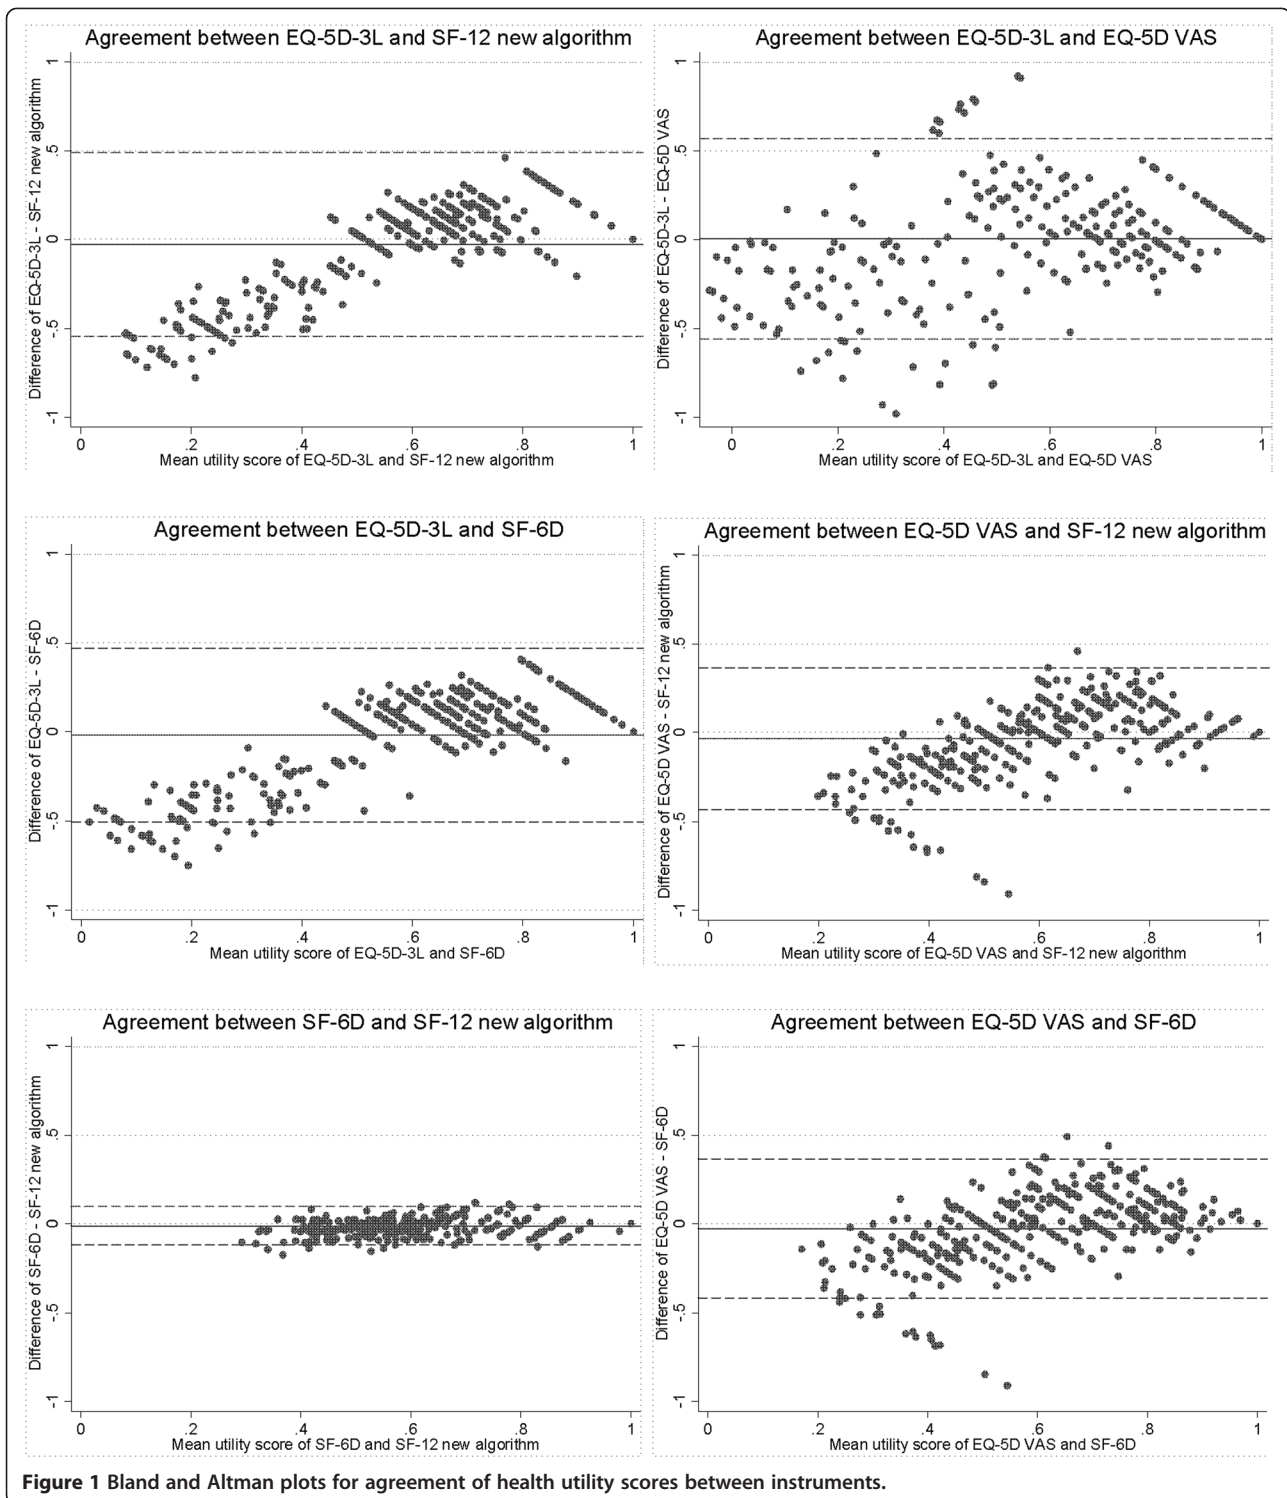 Agreement between EQ-5D-3L and SF-12 new algorithm
Difference of EQ-5D-3L - SF-12 new algorithm
1
.5
0
-.5
-1
0 .2 .4 .6 .8 1
Mean utility score of EQ-5D-3L and SF-12 new algorithm
Agreement between EQ-5D-3L and EQ-5D VAS
Difference of EQ-5D-3L - EQ-5D VAS
1
.5
0
-.5
-1
0 .2 .4 .6 .8 1
Mean utility score of EQ-5D-3L and EQ-5D VAS
Agreement between EQ-5D-3L and SF-6D
Difference of EQ-5D-3L - SF-6D
1
.5
0
-.5
-1
0 .2 .4 .6 .8 1
Mean utility score of EQ-5D-3L and SF-6D
Agreement between EQ-5D VAS and SF-12 new algorithm
Difference of EQ-5D VAS - SF-12 new algorithm
1
.5
0
-.5
-1
0 .2 .4 .6 .8 1
Mean utility score of EQ-5D VAS and SF-12 new algorithm
Agreement between SF-6D and SF-12 new algorithm
Difference of SF-6D - SF-12 new algorithm
1
.5
0
-.5
-1
0 .2 .4 .6 .8 1
Mean utility score of SF-6D and SF-12 new algorithm
Agreement between EQ-5D VAS and SF-6D
Difference of EQ-5D VAS - SF-6D
1
.5
0
-.5
-1
0 .2 .4 .6 .8 1
Mean utility score of EQ-5D VAS and SF-6D
Figure 1 Bland and Altman plots for agreement of health utility scores between instruments.